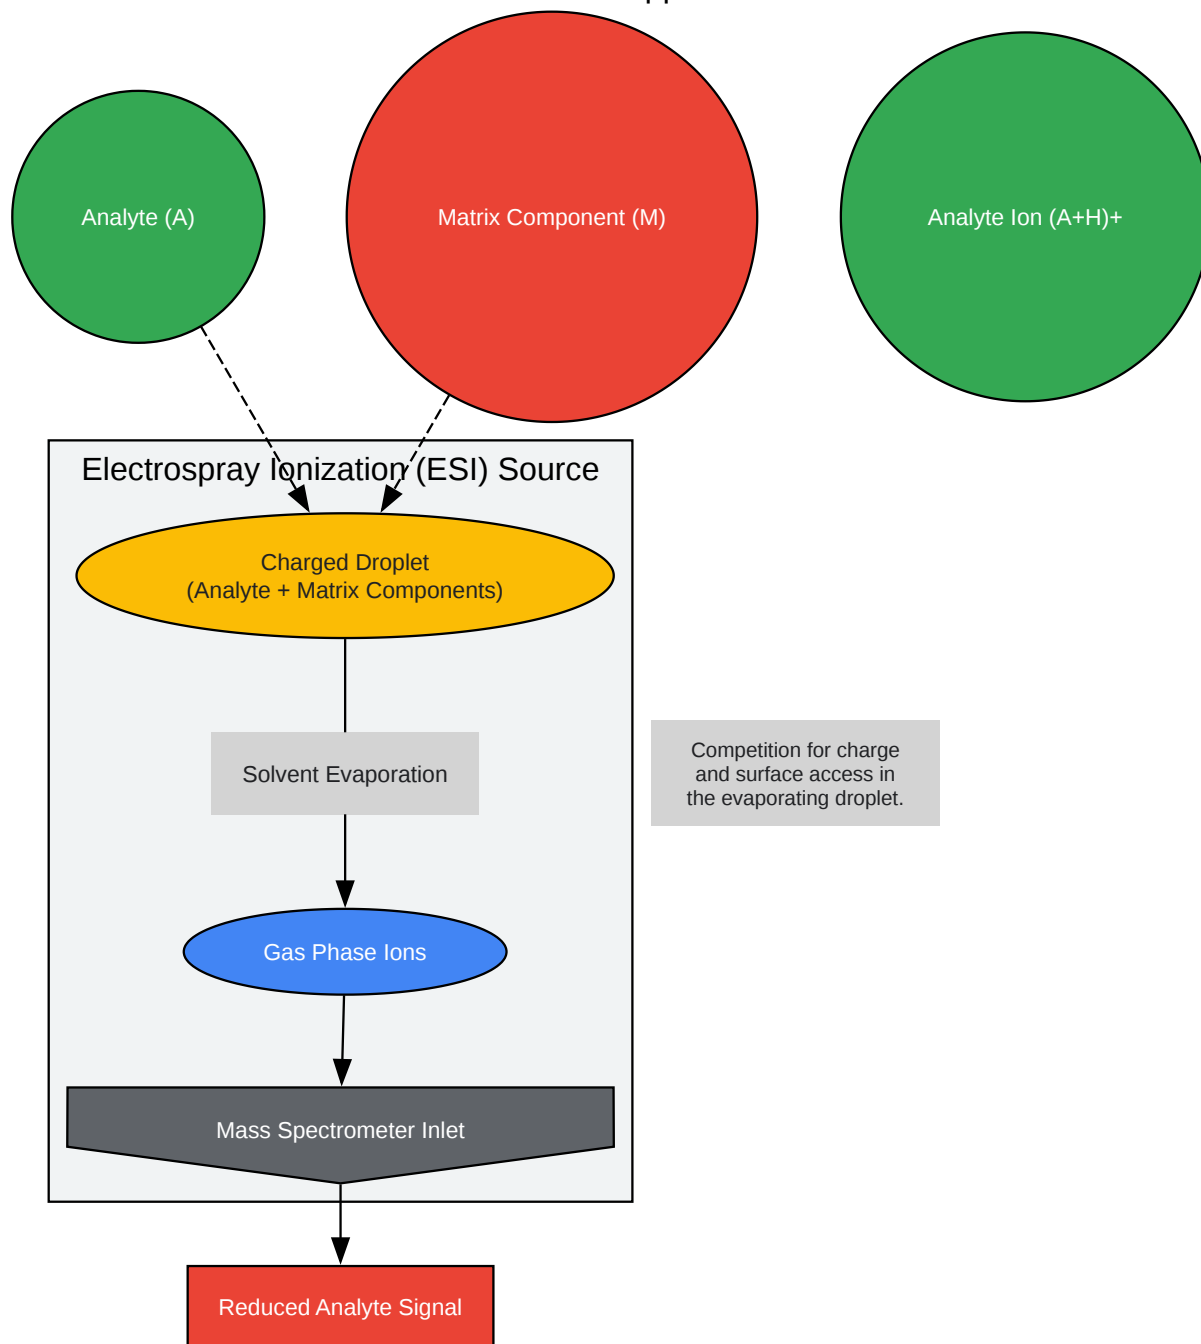 Analyte (A)
Matrix Component (M)
Analyte Ion (A+H)+
Electrospray Ionization (ESI) Source
Charged Droplet
(Analyte + Matrix Components)
Solvent Evaporation
Competition for charge
and surface access in
the evaporating droplet.
Gas Phase Ions
Mass Spectrometer Inlet
Reduced Analyte Signal